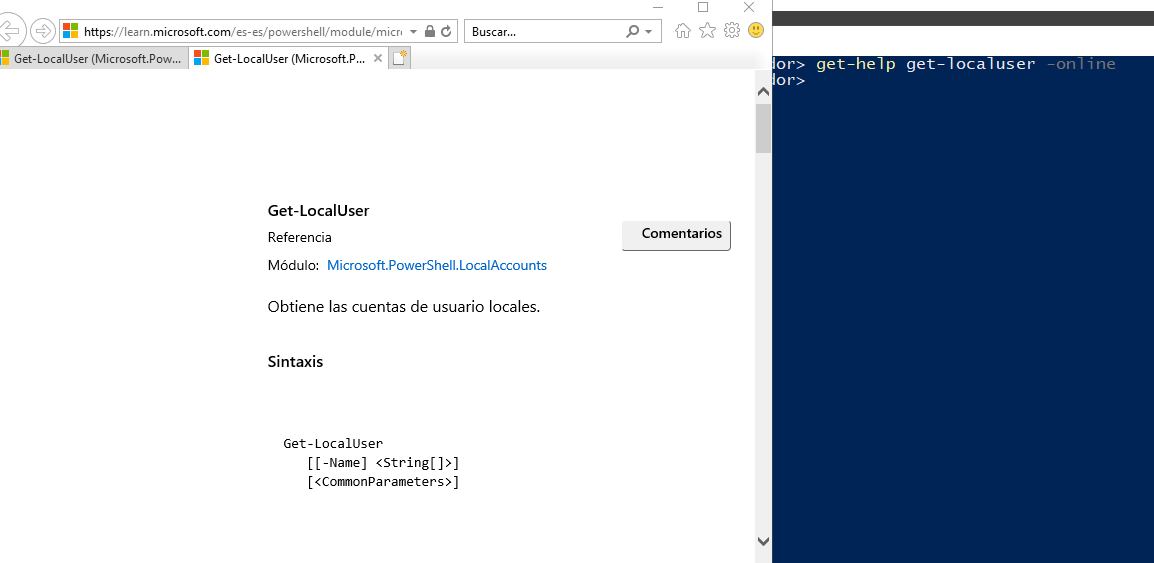 https://learn.microsoft.com/es-es/powershell/module/micr
Buscar...
Get-LocalUser (Microsoft.Pow...
Get-LocalUser (Microsoft.P...
Get-LocalUser
Referencia
Comentarios
Módulo: Microsoft.PowerShell.LocalAccounts
Obtiene las cuentas de usuario locales.
Sintaxis
Get-LocalUser
[[-Name] <String[]>]
[<CommonParameters>]
dor> get-help get-localuser -online
dor>